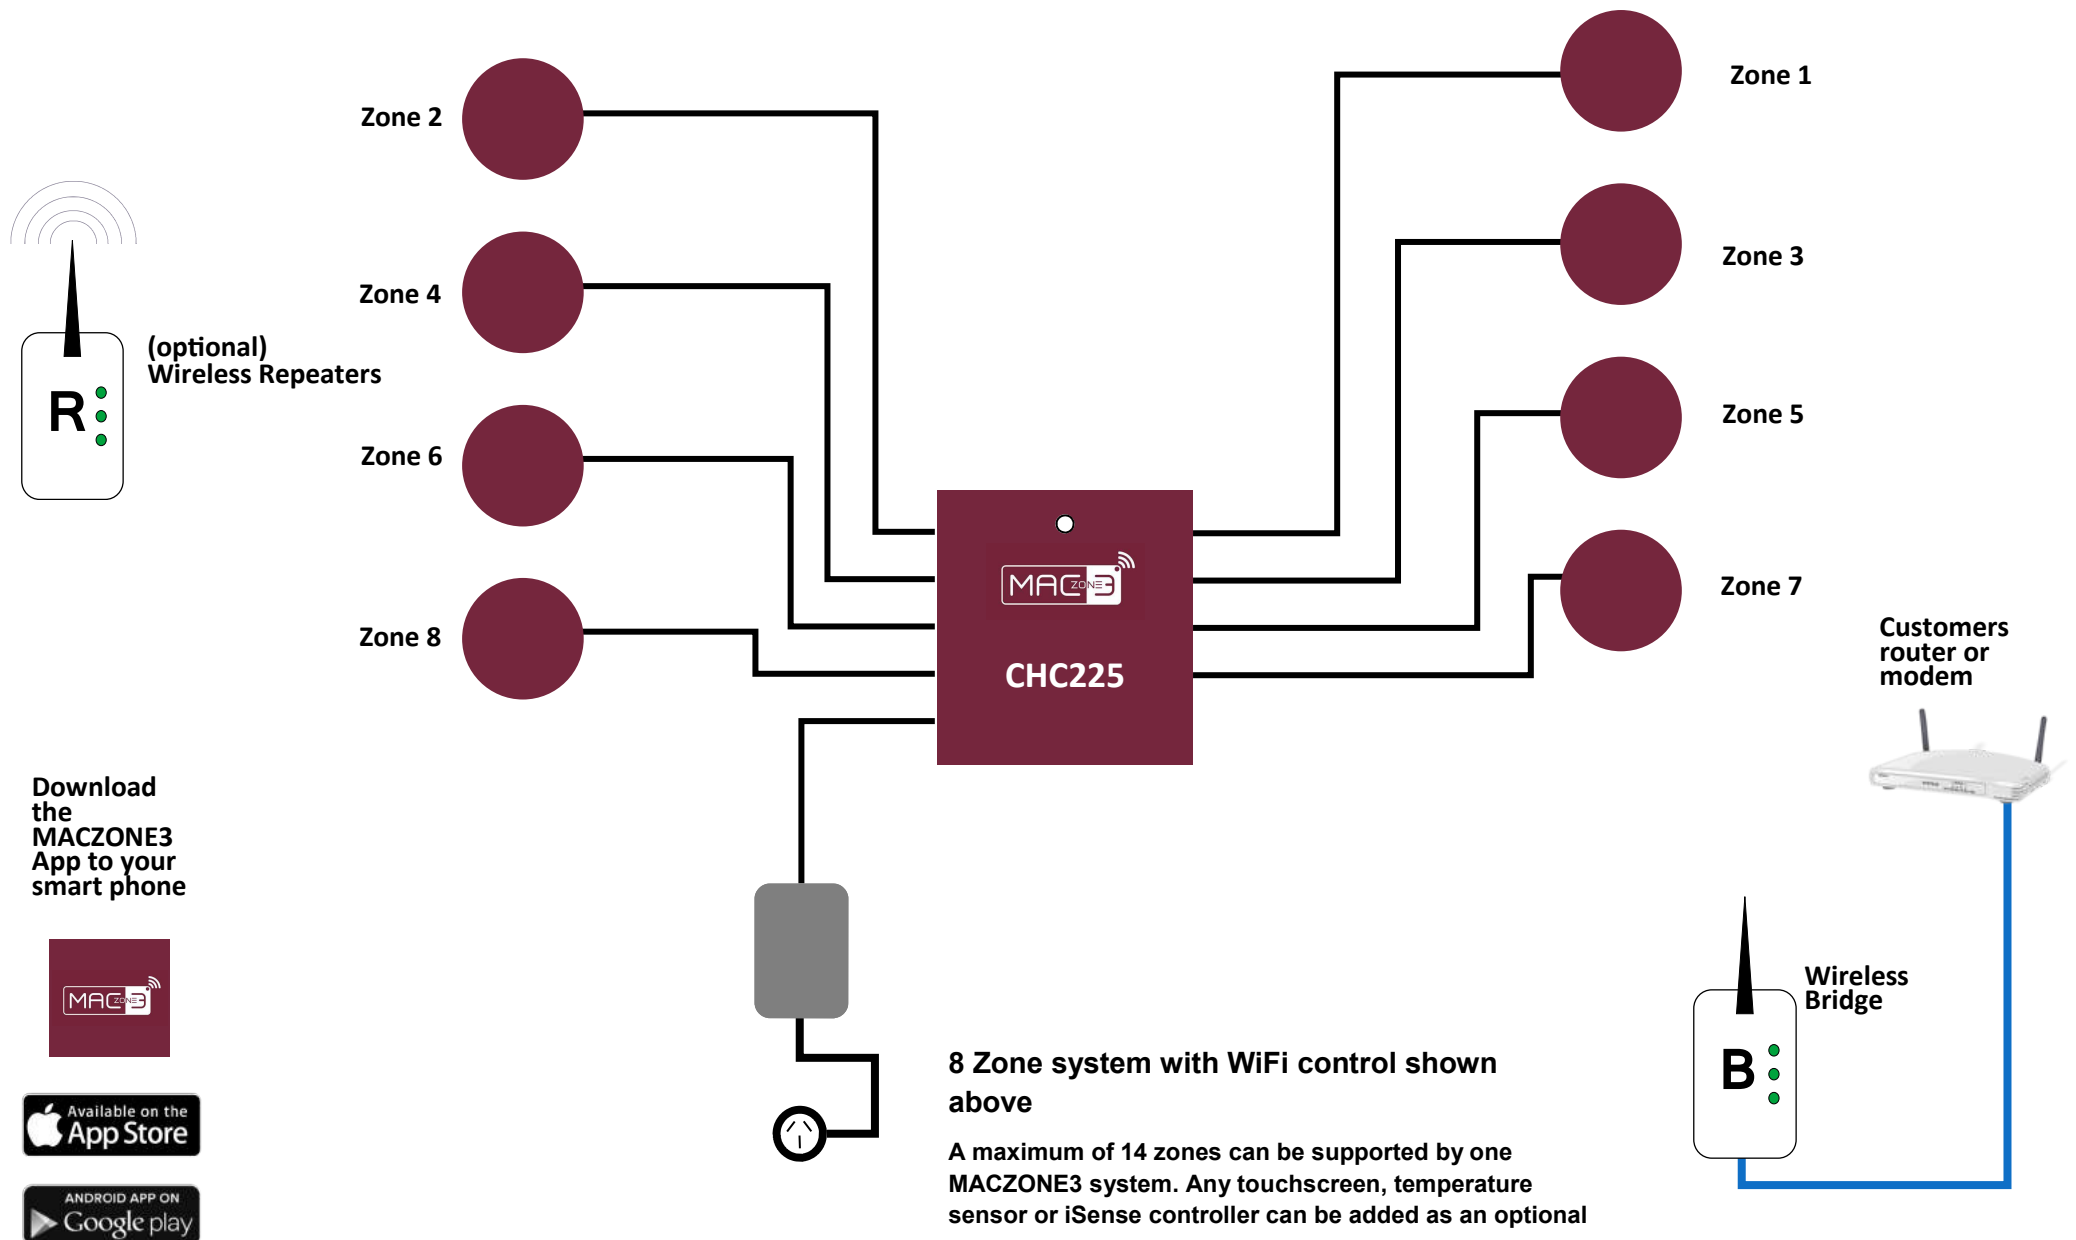 Zone 1
Zone 2
Zone 3
Zone 4
(optional)
Wireless Repeaters
R
Zone 5
Zone 6
Zone 7
Zone 8
MAC ZONE 3
CHC225
Customers
router or
modem
Download
the
MACZONE3
App to your
smart phone
MAC ZONE 3
Available on the
App Store
ANDROID APP ON
Google play
Wireless
Bridge
B
8 Zone system with WiFi control shown
above
A maximum of 14 zones can be supported by one
MACZONE3 system. Any touchscreen, temperature
sensor or iSense controller can be added as an optional